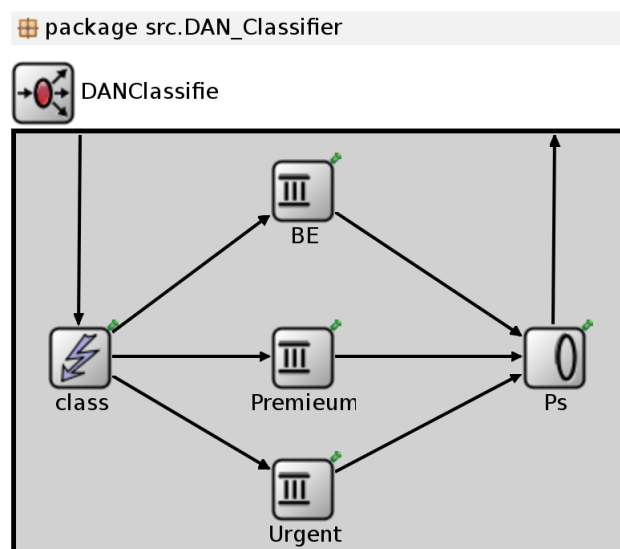 package src.DAN_Classifier
DANClassifie
BE
class
Premieum
Ps
Urgent